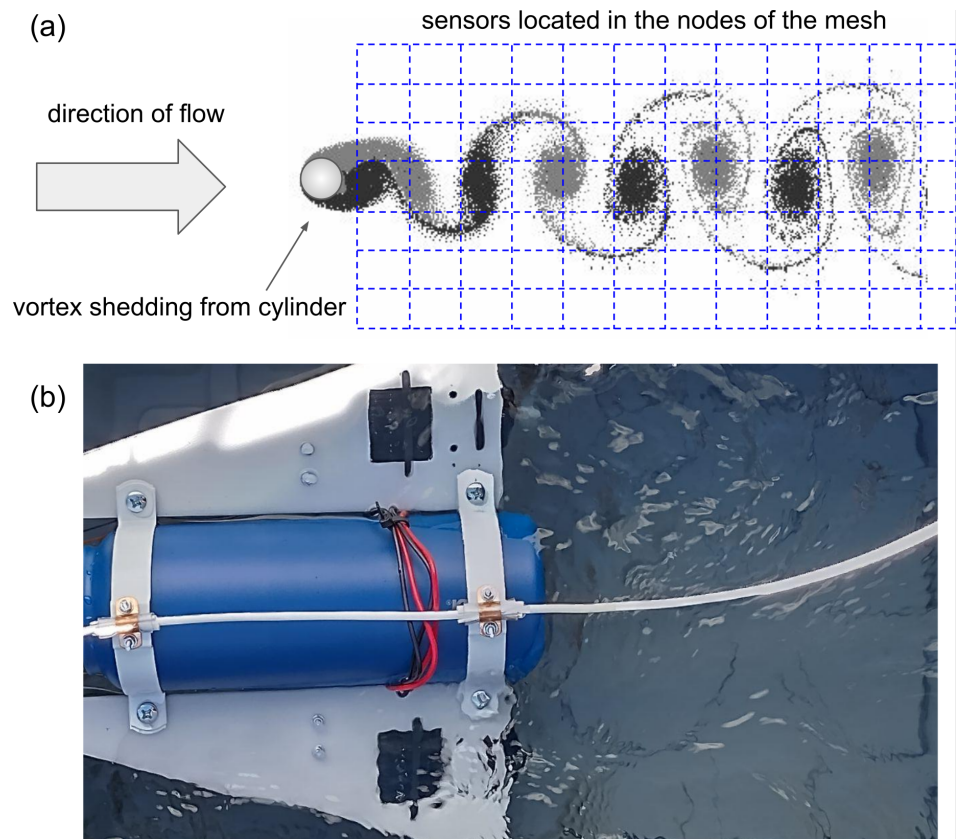 (a)
sensors located in the nodes of the mesh
direction of flow
vortex shedding from cylinder
(b)